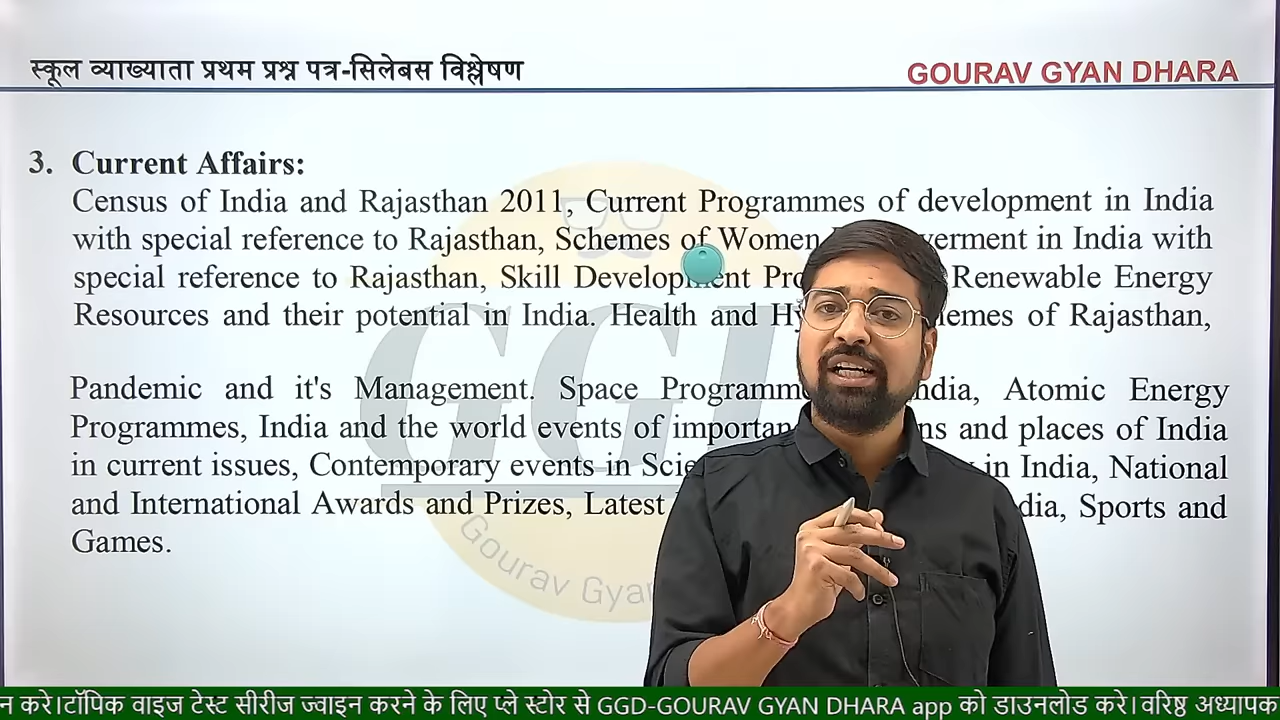 स्कूल व्याख्याता प्रथम प्रश्न पत्र-सिलेबस विश्लेषण
GOURAV GYAN DHARA
3. Current Affairs:
Census of India and Rajasthan 2011, Current Programmes of development in India
with special reference to Rajasthan, Schemes of Women in India with
special reference to Rajasthan, Skill Development Renewable Energy
Resources and their potential in India. Health and of Rajasthan,
Pandemic and it's Management. Space Atomic Energy
Programmes, India and the world events of and places of India
in current issues, Contemporary events in in India, National
and International Awards and Prizes, Latest Sports and
Games.
GGD
Gourav Gyan
न करे।टॉपिक वाइज टेस्ट सीरीज ज्वाइन करने के लिए प्ले स्टोर से GGD-GOURAV GYAN DHARA app को डाउनलोड करे। वरिष्ठ अध्यापक